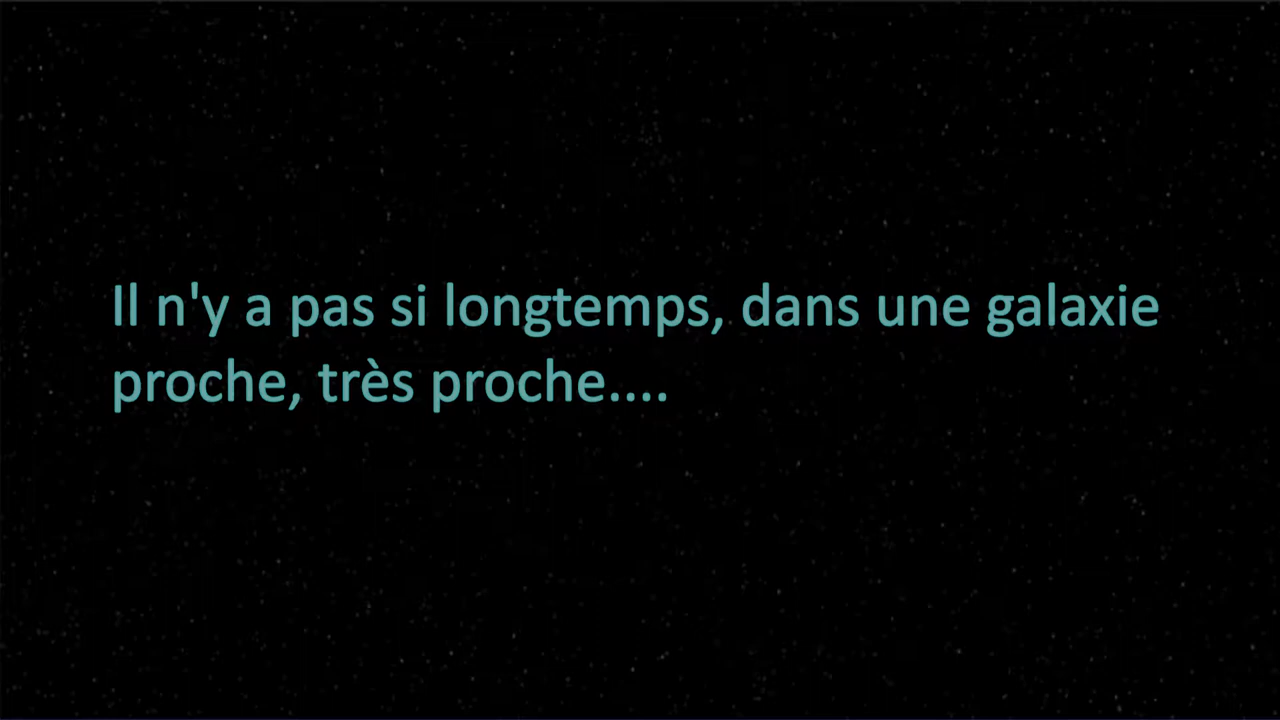 Il n'y a pas si longtemps, dans une galaxie
proche, très proche....